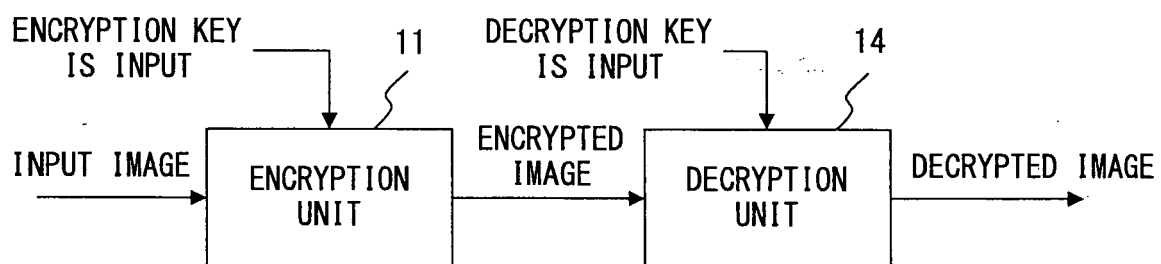 ENCRYPTION KEY
IS INPUT
11
DECRYPTION KEY
IS INPUT
14
INPUT IMAGE
ENCRYPTION
UNIT
ENCRYPTED
IMAGE
DECRYPTION
UNIT
DECRYPTED IMAGE